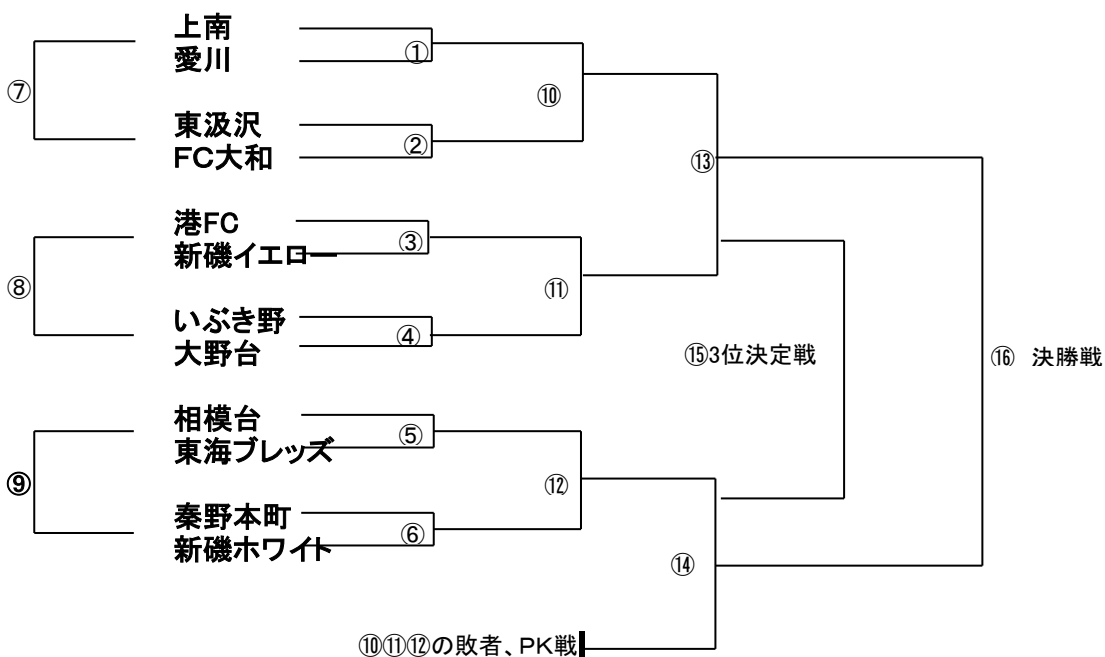 上南
①
愛川
⑦
⑩
東汲沢
②
FC大和
⑬
港FC
③
新磯イエロー
⑧
⑪
いぶき野
④
大野台
⑮3位決定戦
⑯ 決勝戦
相模台
⑤
東海ブレッズ
⑨
⑫
秦野本町
⑥
新磯ホワイト
⑭
⑩⑪⑫の敗者、PK戦